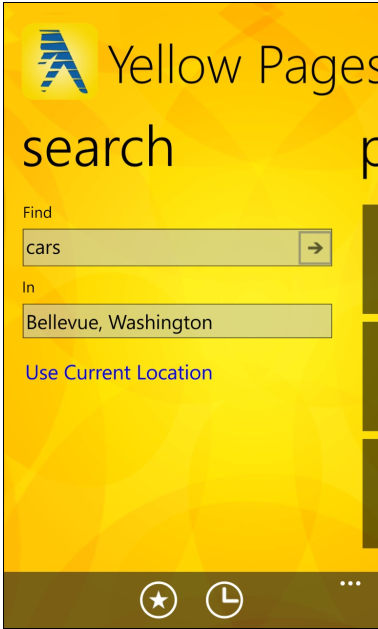 Yellow Pages
search
p
Find
cars
In
Bellevue, Washington
Use Current Location